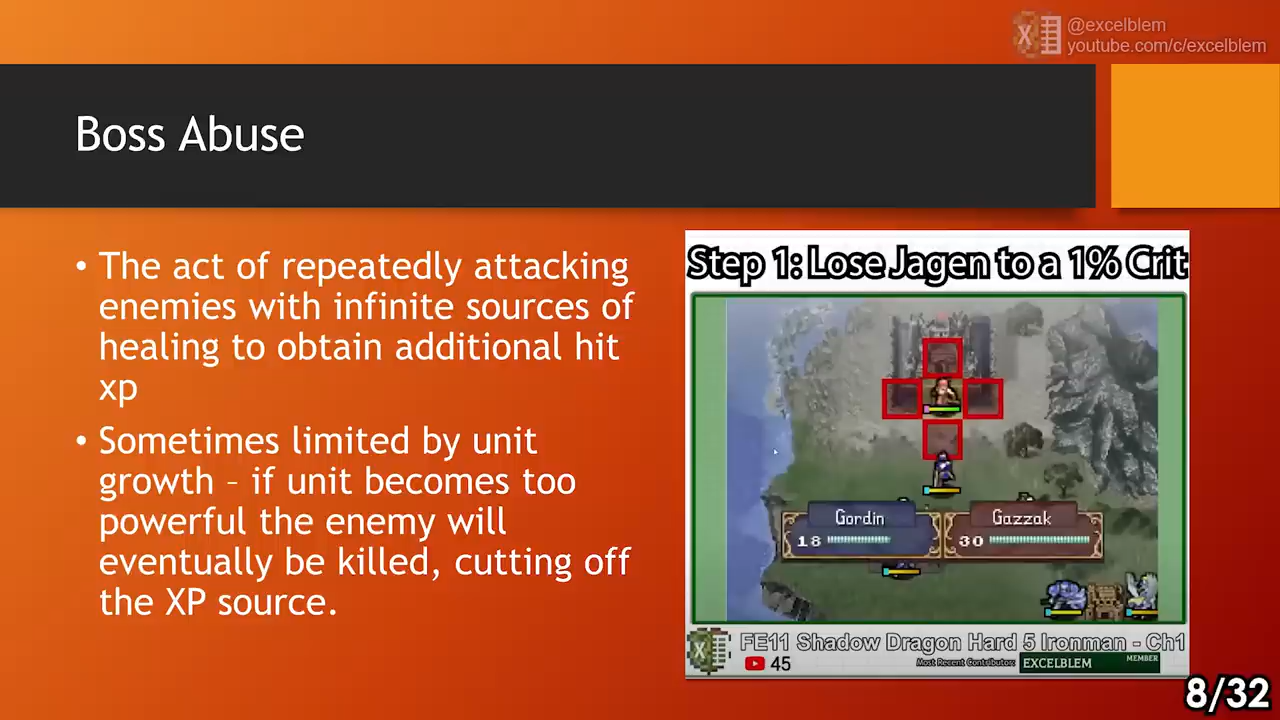 @excelblem
youtube.com/c/excelblem
Boss Abuse
• The act of repeatedly attacking
enemies with infinite sources of
healing to obtain additional hit
xp
• Sometimes limited by unit
growth – if unit becomes too
powerful the enemy will
eventually be killed, cutting off
the XP source.
Step 1: Lose Jagen to a 1% Crit
Gordin
18
Gazzak
30
FE11 Shadow Dragon Hard 5 Ironman - Ch1
45
Most Recent Contributor:
EXCELBLEM
MEMBER
8/32